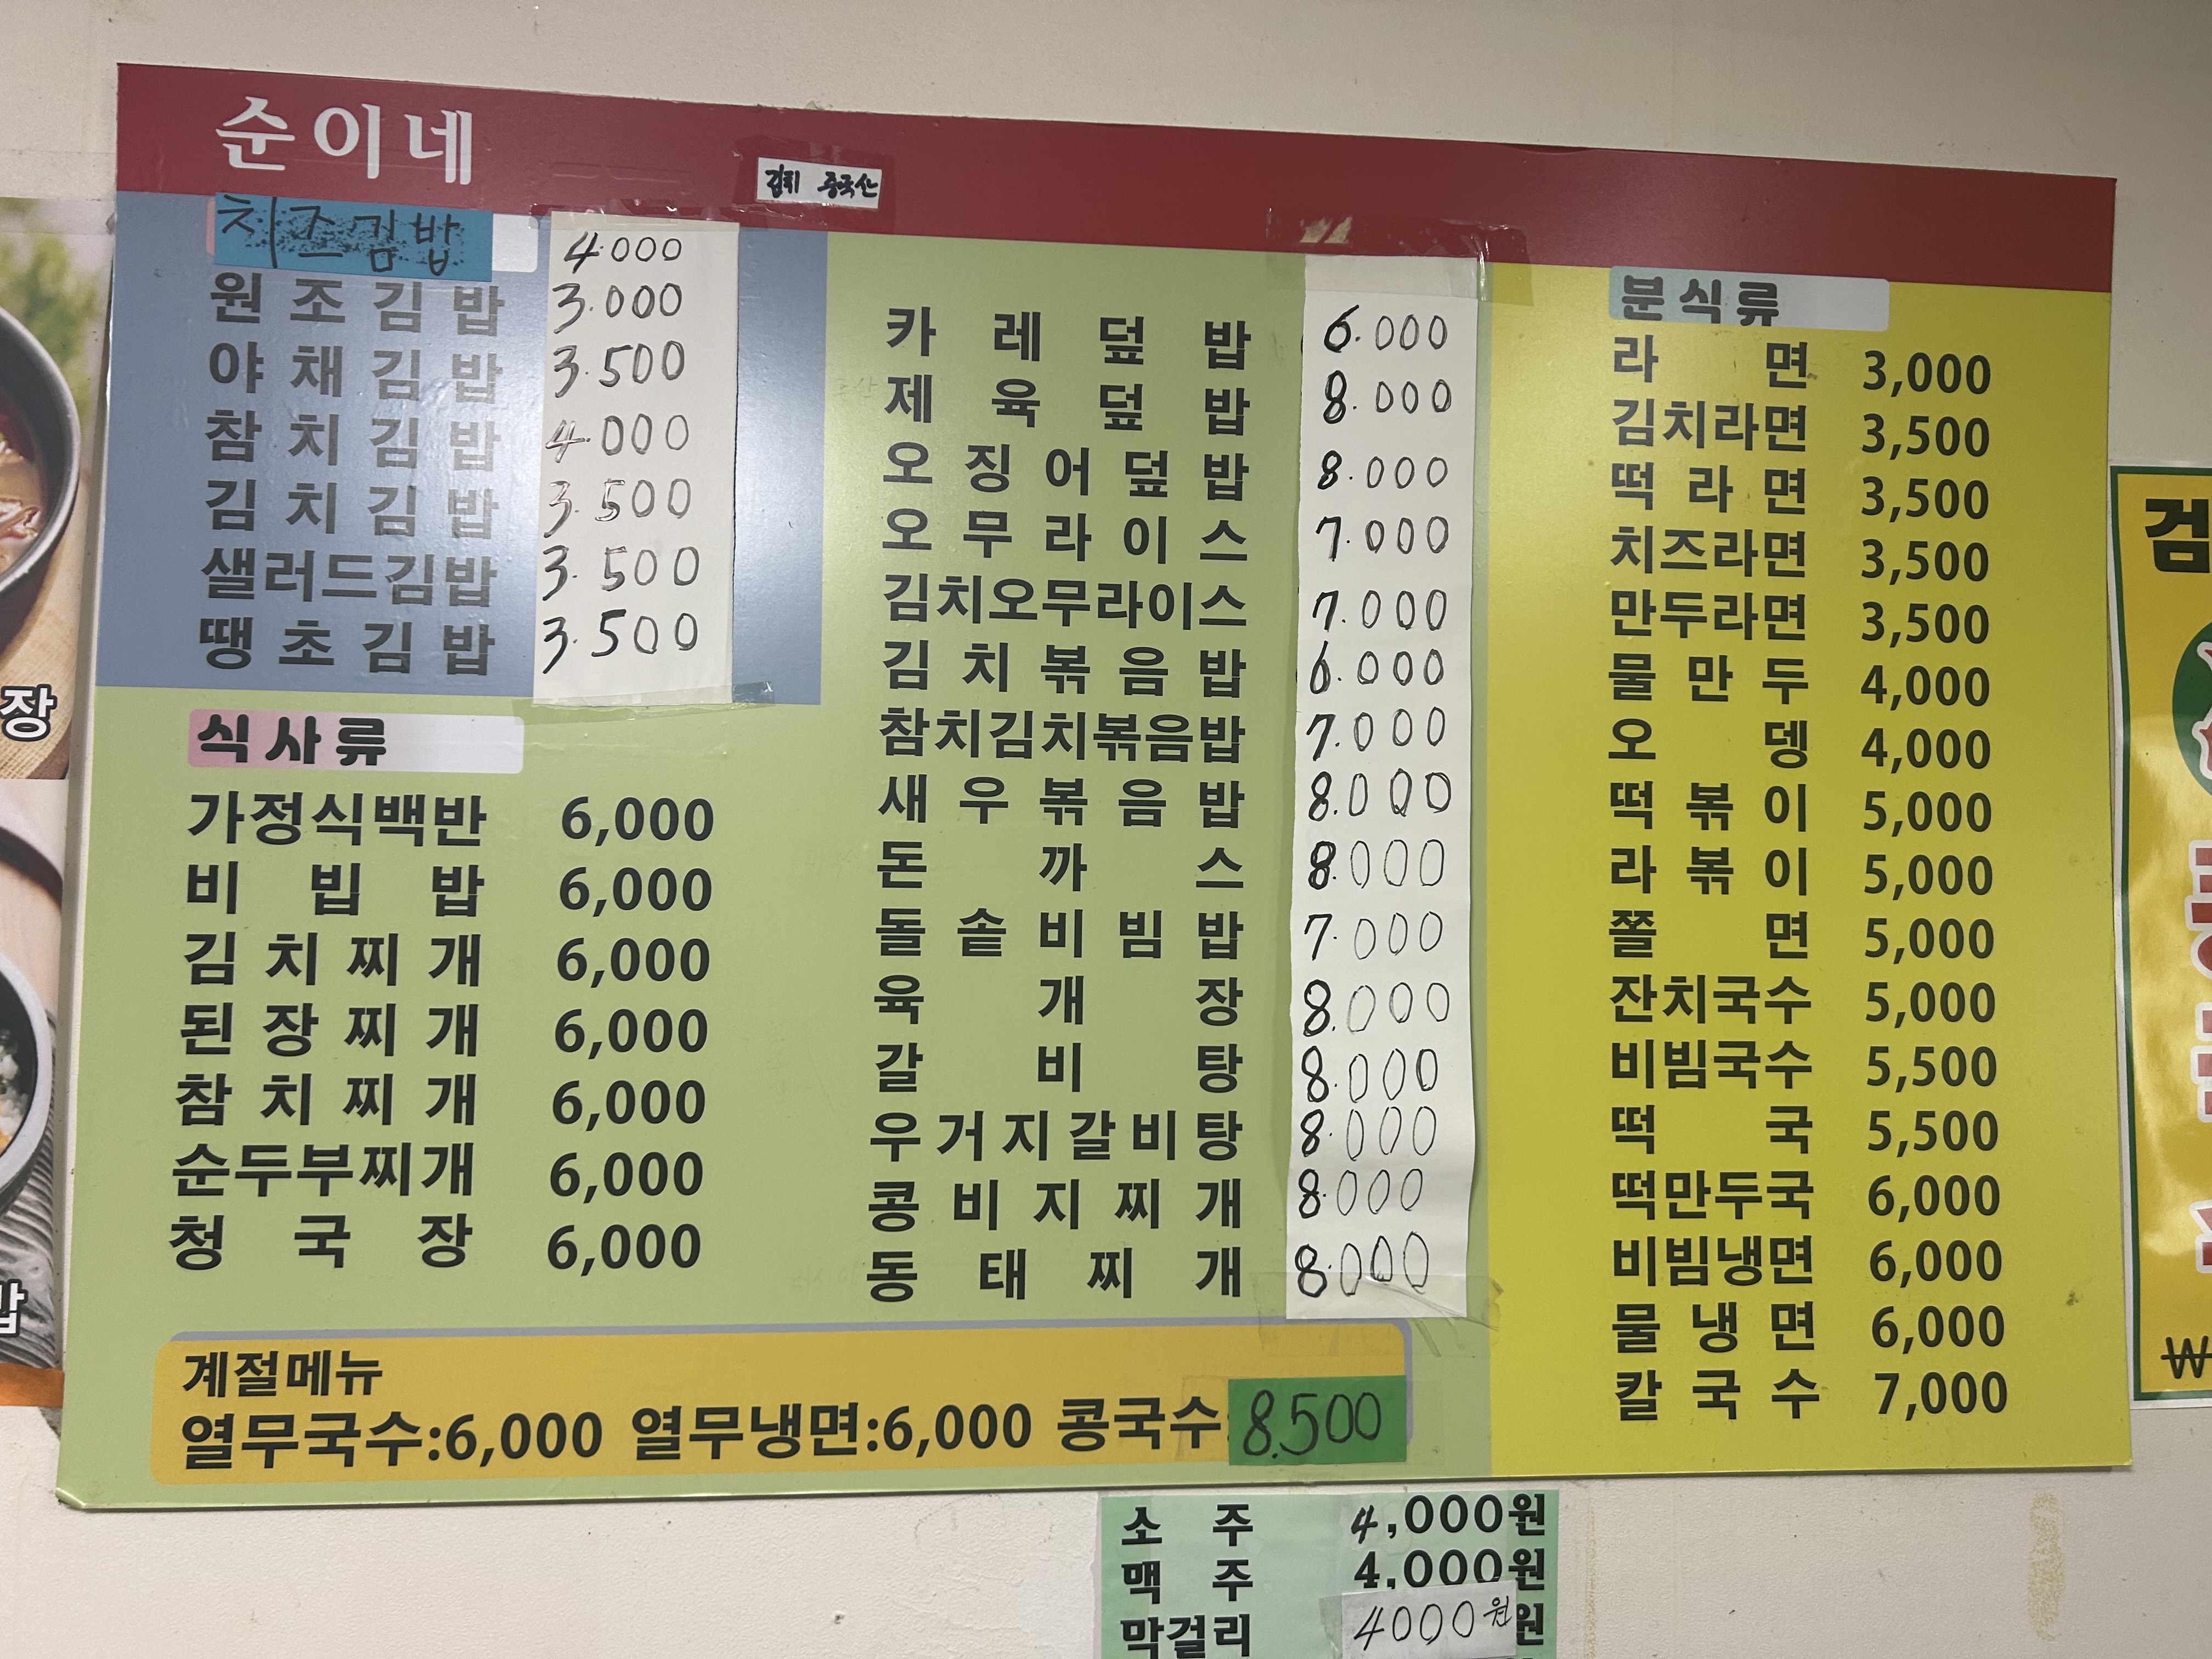 순이네
김치 중국산
치즈김밥 4.000
원조김밥 3.000
야채김밥 3.500
참치김밥 4.000
김치김밥 3.500
샐러드김밥 3.500
땡초김밥 3.500
식사류
가정식백반 6,000
비빔밥 6,000
김치찌개 6,000
된장찌개 6,000
참치찌개 6,000
순두부찌개 6,000
청국장 6,000
카레덮밥 6.000
제육덮밥 8.000
오징어덮밥 8.000
오무라이스 7.000
김치오무라이스 7.000
김치볶음밥 6.000
참치김치볶음밥 7.000
새우볶음밥 8.000
돈까스 8.000
돌솥비빔밥 7.000
육개장 8.000
갈비탕 8.000
우거지갈비탕 8.000
콩비지찌개 8.000
동태찌개 8.000
분식류
라면 3,000
김치라면 3,500
떡라면 3,500
치즈라면 3,500
만두라면 3,500
물만두 4,000
오뎅 4,000
떡볶이 5,000
라볶이 5,000
쫄면 5,000
잔치국수 5,000
비빔국수 5,500
떡국 5,500
떡만두국 6,000
비빔냉면 6,000
물냉면 6,000
칼국수 7,000
계절메뉴
열무국수:6,000 열무냉면:6,000 콩국수: 8.500
소주 4,000원
맥주 4,000원
막걸리 4000원 원
장
밥
검
₩